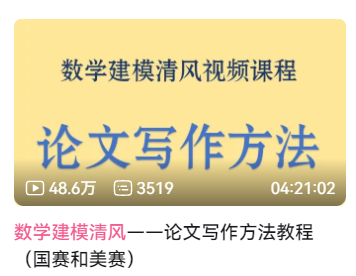 数学建模清风视频课程
论文写作方法
48.6万 3519 04:21:02
数学建模清风——论文写作方法教程
（国赛和美赛）